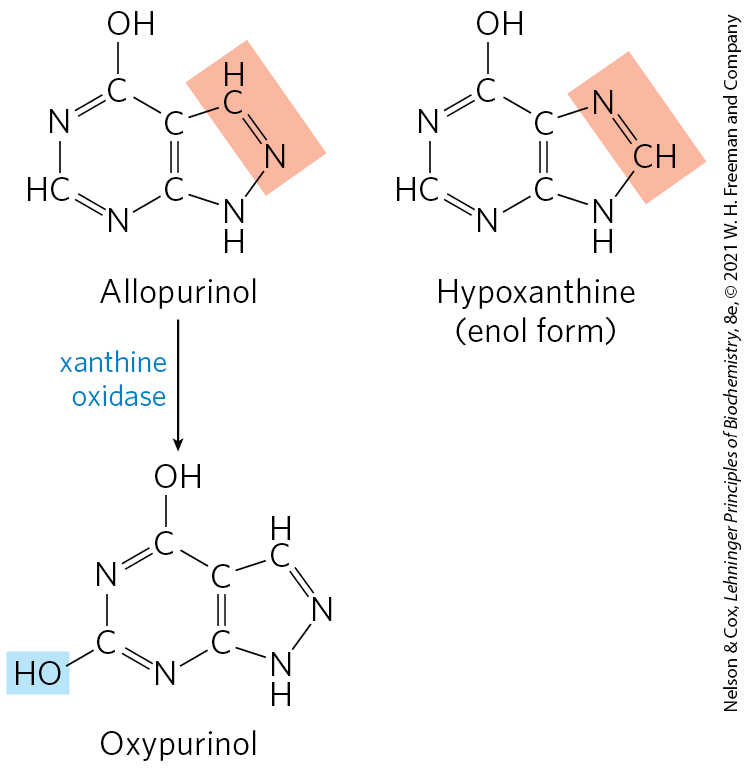 OH
H
C
N
C
C
N
HC
C
N
N
H
Allopurinol
OH
C
N
N
C
CH
HC
C
N
N
H
Hypoxanthine
(enol form)
xanthine
oxidase
OH
H
C
C
N
C
N
C
C
HO
N
N
H
Oxypurinol
Nelson & Cox, Lehninger Principles of Biochemistry, 8e, © 2021 W. H. Freeman and Company